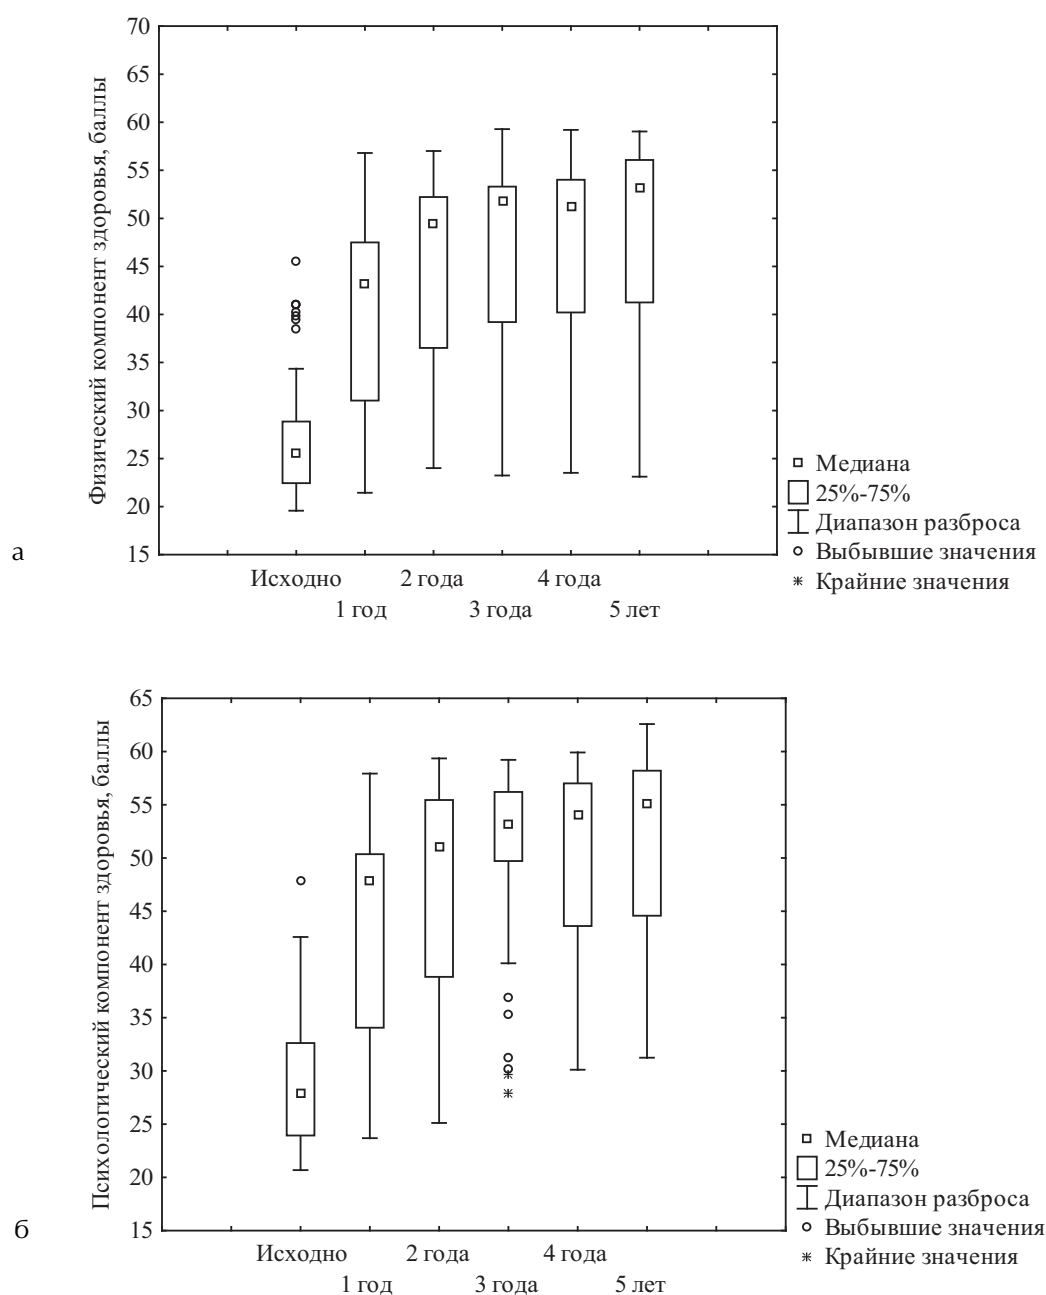 Физический компонент здоровья, баллы
70
65
60
55
50
45
40
35
30
25
20
15
а
Исходно
2 года
4 года
1 год
3 года
5 лет
Медиана
25%-75%
Диапазон разброса
Выбывшие значения
Крайние значения
Психологический компонент здоровья, баллы
65
60
55
50
45
40
35
30
25
20
15
б
Исходно
2 года
4 года
1 год
3 года
5 лет
Медиана
25%-75%
Диапазон разброса
Выбывшие значения
Крайние значения